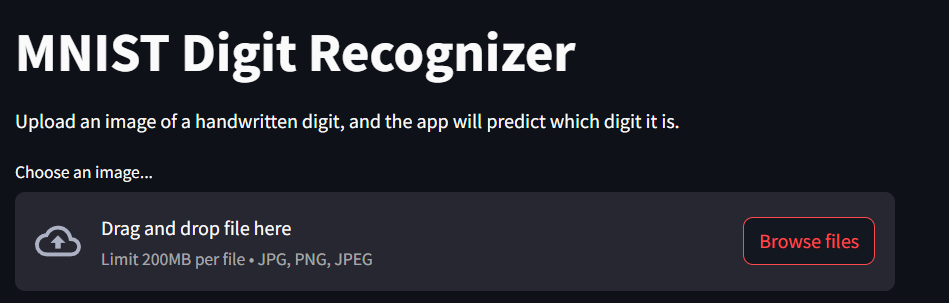 MNIST Digit Recognizer
Upload an image of a handwritten digit, and the app will predict which digit it is.
Choose an image...
Drag and drop file here
Browse files
Limit 200MB per file • JPG, PNG, JPEG